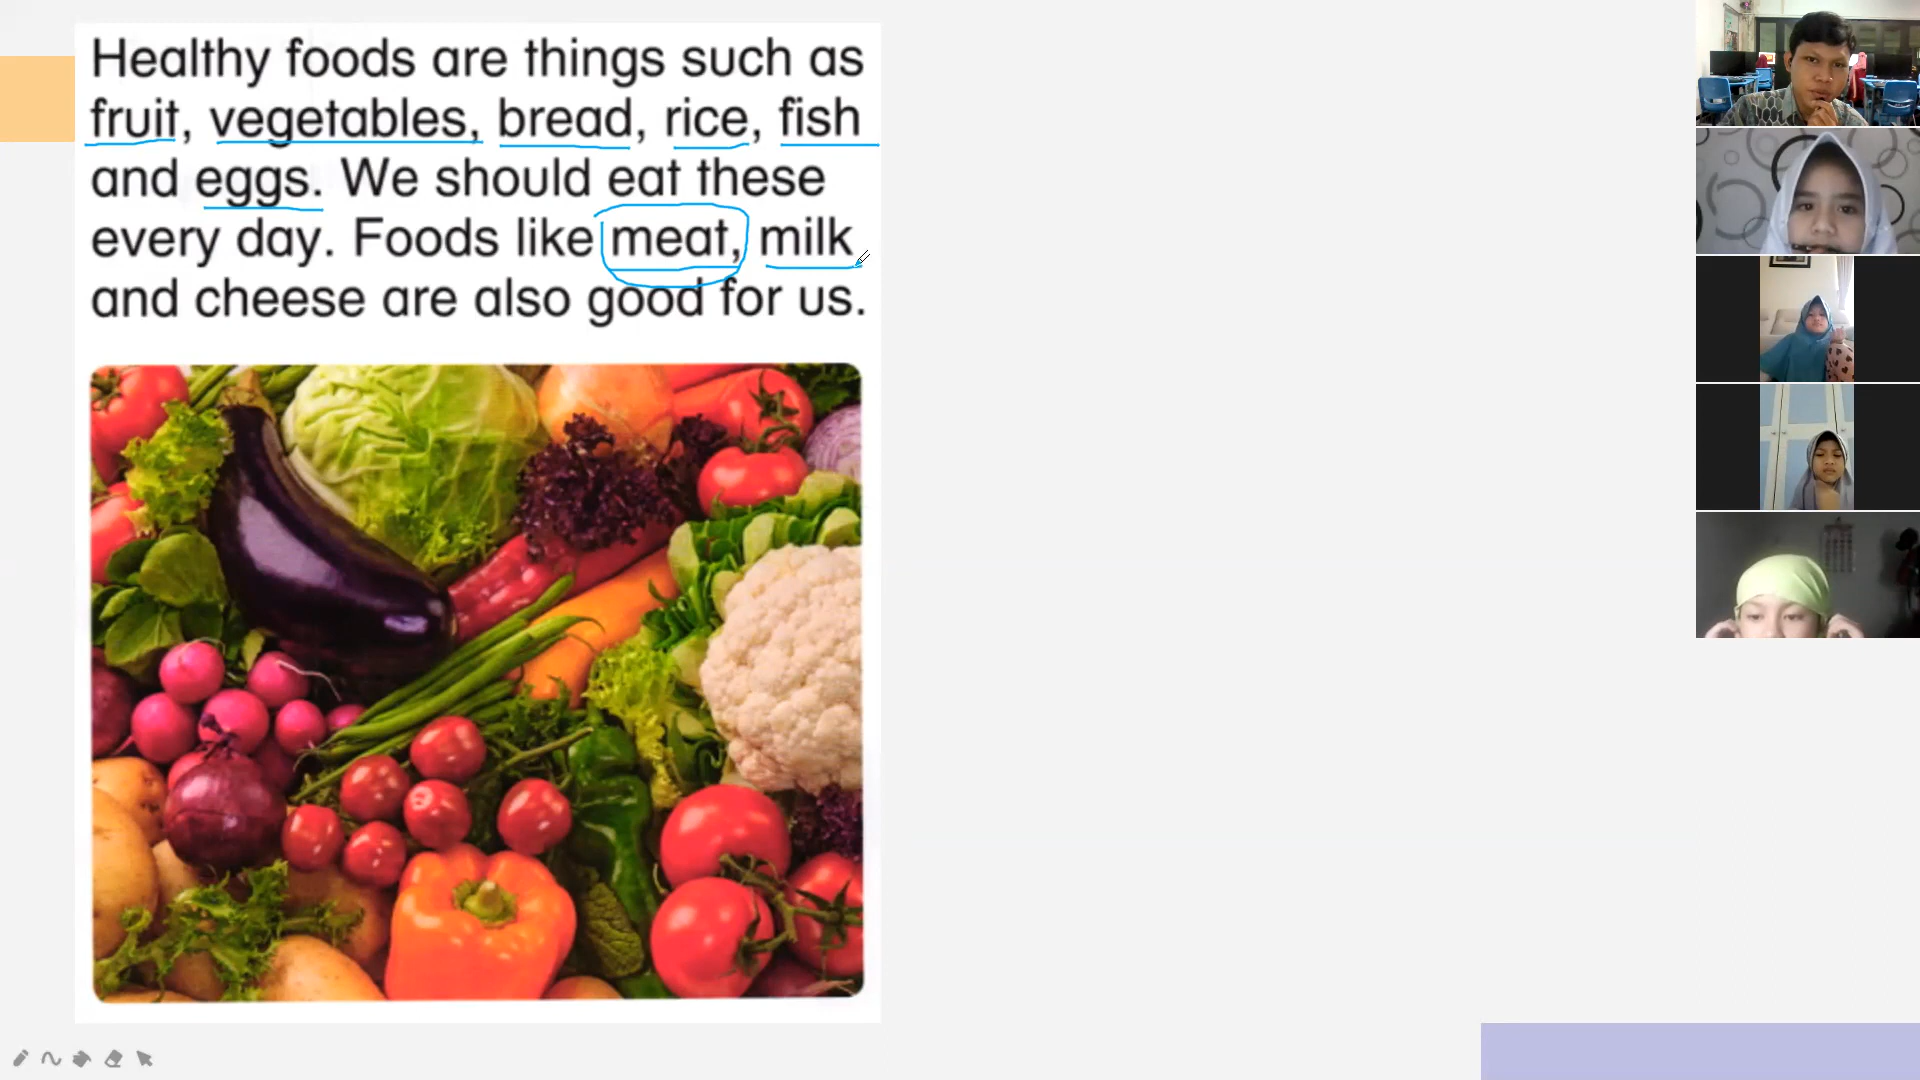 Healthy foods are things such as
fruit, vegetables, bread, rice, fish
and eggs. We should eat these
every day. Foods like meat, milk
and cheese are also good for us.